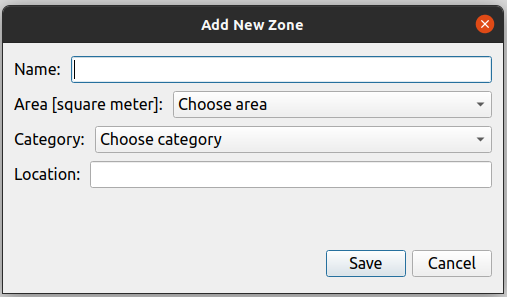 Add New Zone
Name:
Area [square meter]: Choose area
Category: Choose category
Location:
Save Cancel